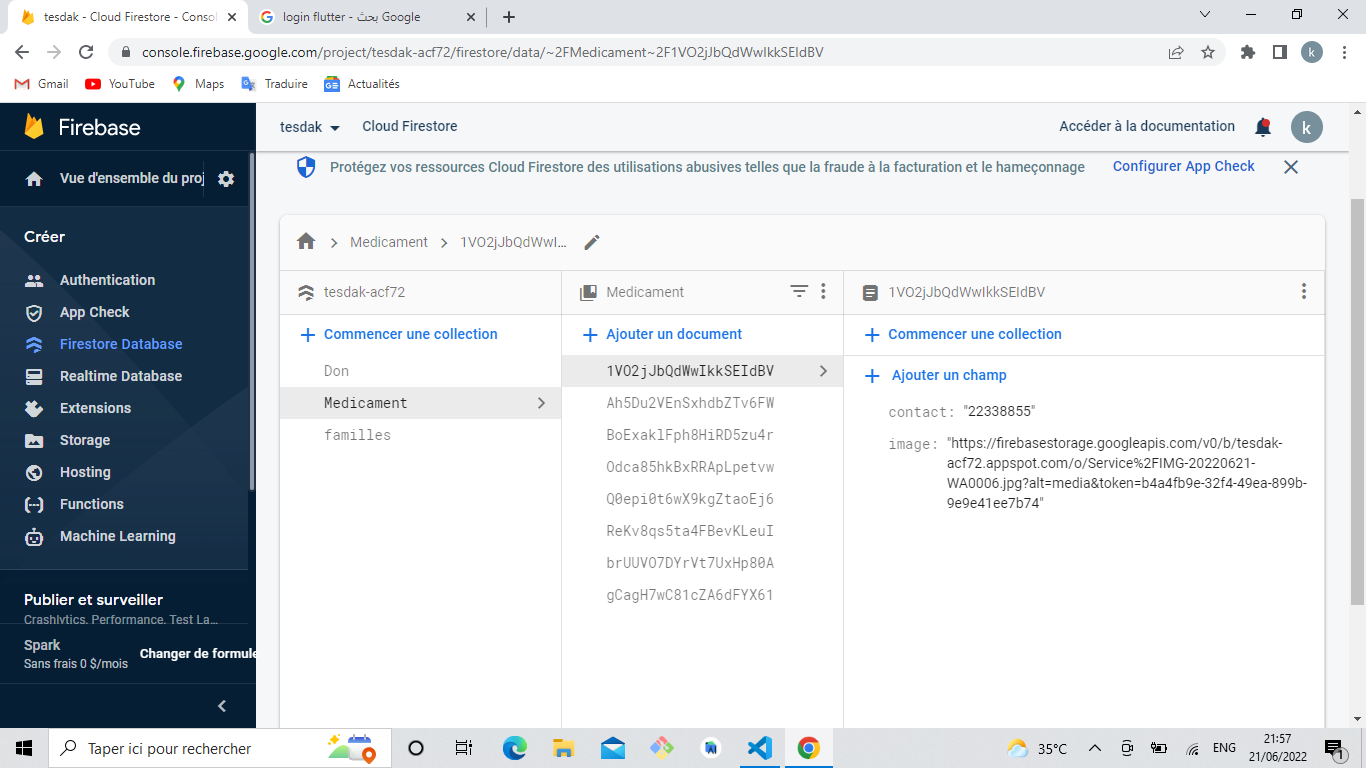 tesdak - Cloud Firestore - Consol
login flutter - بحث Google
console.firebase.google.com/project/tesdak-acf72/firestore/data/~2FMedicament~2F1VO2jJbQdWwIkkSEIdBV
k
Gmail
YouTube
Maps
Traduire
Actualités
Firebase
tesdak
Cloud Firestore
Accéder à la documentation
k
Vue d'ensemble du proj
Protégez vos ressources Cloud Firestore des utilisations abusives telles que la fraude à la facturation et le hameçonnage
Configurer App Check
Créer
Authentication
App Check
Firestore Database
Realtime Database
Extensions
Storage
Hosting
Functions
Machine Learning
Publier et surveiller
Crashlytics, Performance, Test La...
Spark
Sans frais 0 $/mois
Changer de formule
Medicament
1VO2jJbQdWwI...
tesdak-acf72
Commencer une collection
Don
Medicament
familles
Medicament
Ajouter un document
1VO2jJbQdWwIkkSEIdBV
Ah5Du2VEnSxhdbZTv6FW
BoExaklFph8HiRD5zu4r
Odca85hkBxRRApLpetvw
Q0epi0t6wX9kgZtaoEj6
ReKv8qs5ta4FBevKLeuI
brUUVO7DYrVt7UxHp80A
gCagH7wC81cZA6dFYX61
1VO2jJbQdWwIkkSEIdBV
Commencer une collection
Ajouter un champ
contact: "22338855"
image: "https://firebasestorage.googleapis.com/v0/b/tesdak-
acf72.appspot.com/o/Service%2FIMG-20220621-
WA0006.jpg?alt=media&token=b4a4fb9e-32f4-49ea-899b-
9e9e41ee7b74"
Taper ici pour rechercher
35°C
ENG
21:57
21/06/2022
1